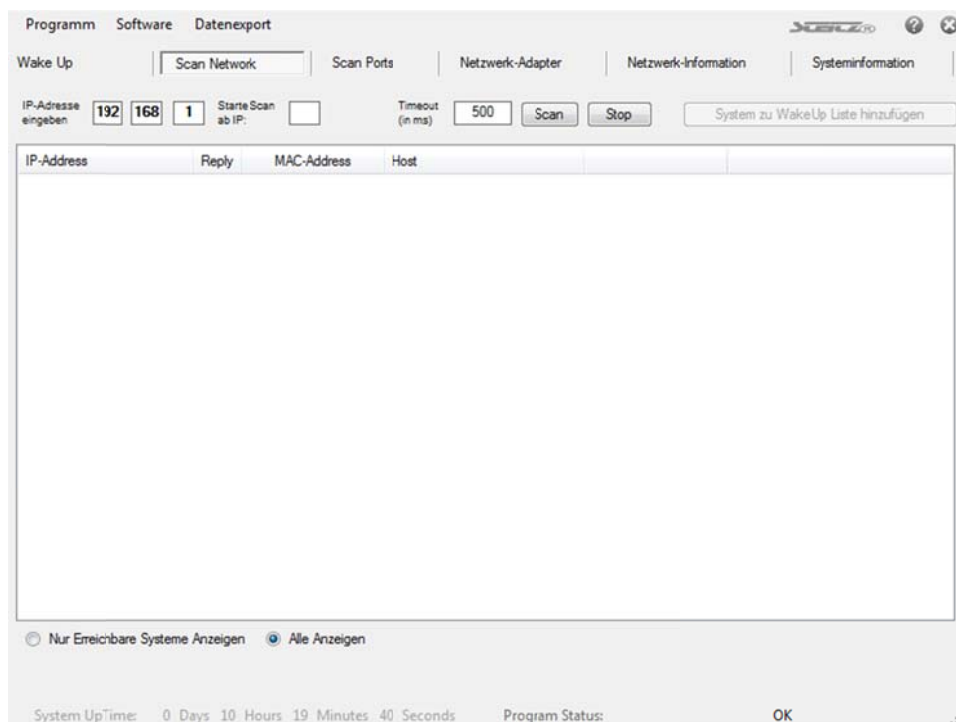 Programm Software Datenexport
Wake Up Scan Network Scan Ports Netzwerk-Adapter Netzwerk-Information Systeminformation
IP-Adresse eingeben 192 168 1 Starte Scan ab IP: Timeout (in ms) 500 Scan Stop System zu WakeUp Liste hinzufügen
IP-Address Reply MAC-Address Host
Nur Erreichbare Systeme Anzeigen Alle Anzeigen
System UpTime: 0 Days 10 Hours 19 Minutes 40 Seconds Program Status: OK